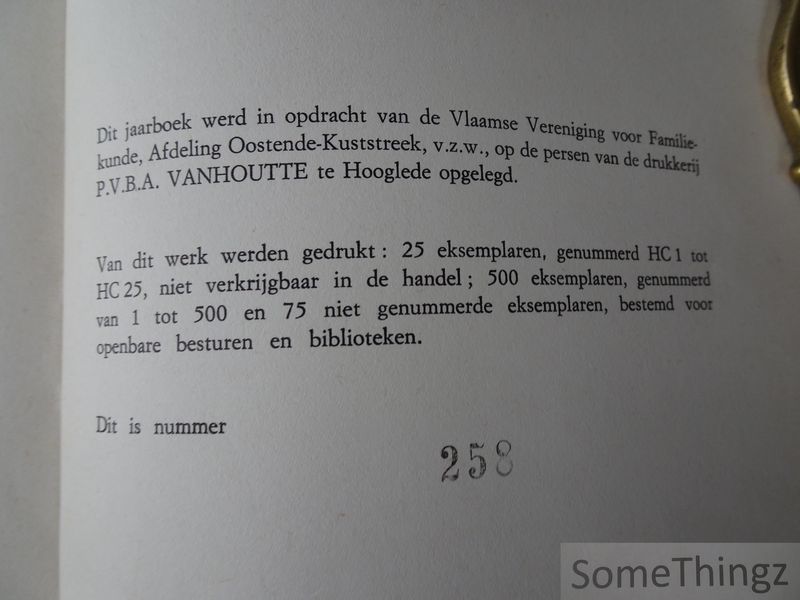 Dit jaarboek werd in opdracht van de Vlaamse Vereniging voor Familie-
kunde, Afdeling Oostende-Kuststreek, v.z.w., op de persen van de drukkerij
P.V.B.A. VANHOUTTE te Hooglede opgelegd.
Van dit werk werden gedrukt : 25 eksemplaren, genummerd HC 1 tot
HC 25, niet verkrijgbaar in de handel ; 500 eksemplaren, genummerd
van 1 tot 500 en 75 niet genummerde eksemplaren, bestemd voor
openbare besturen en biblioteken.
Dit is nummer
258
SomeThingz